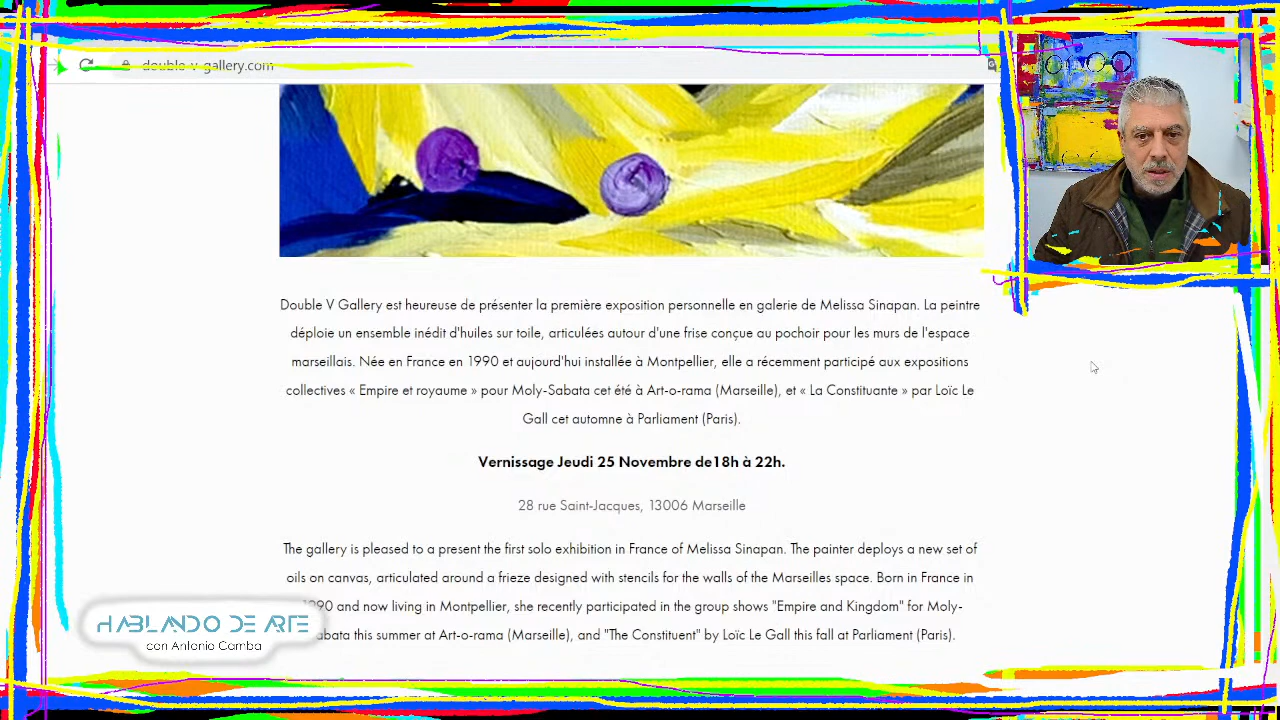 double-v-gallery.com
Double V Gallery est heureuse de présenter la première exposition personnelle en galerie de Melissa Sinapan. La peintre
déploie un ensemble inédit d'huiles sur toile, articulées autour d'une frise conçue au pochoir pour les murs de l'espace
marseillais. Née en France en 1990 et aujourd'hui installée à Montpellier, elle a récemment participé aux expositions
collectives « Empire et royaume » pour Moly-Sabata cet été à Art-o-rama (Marseille), et « La Constituante » par Loïc Le
Gall cet automne à Parliament (Paris).
Vernissage Jeudi 25 Novembre de18h à 22h.
28 rue Saint-Jacques, 13006 Marseille
The gallery is pleased to a present the first solo exhibition in France of Melissa Sinapan. The painter deploys a new set of
oils on canvas, articulated around a frieze designed with stencils for the walls of the Marseilles space. Born in France in
90 and now living in Montpellier, she recently participated in the group shows "Empire and Kingdom" for Moly-
abata this summer at Art-o-rama (Marseille), and "The Constituent" by Loïc Le Gall this fall at Parliament (Paris).
HABLANDO DE ARTE
con Antonio Camba